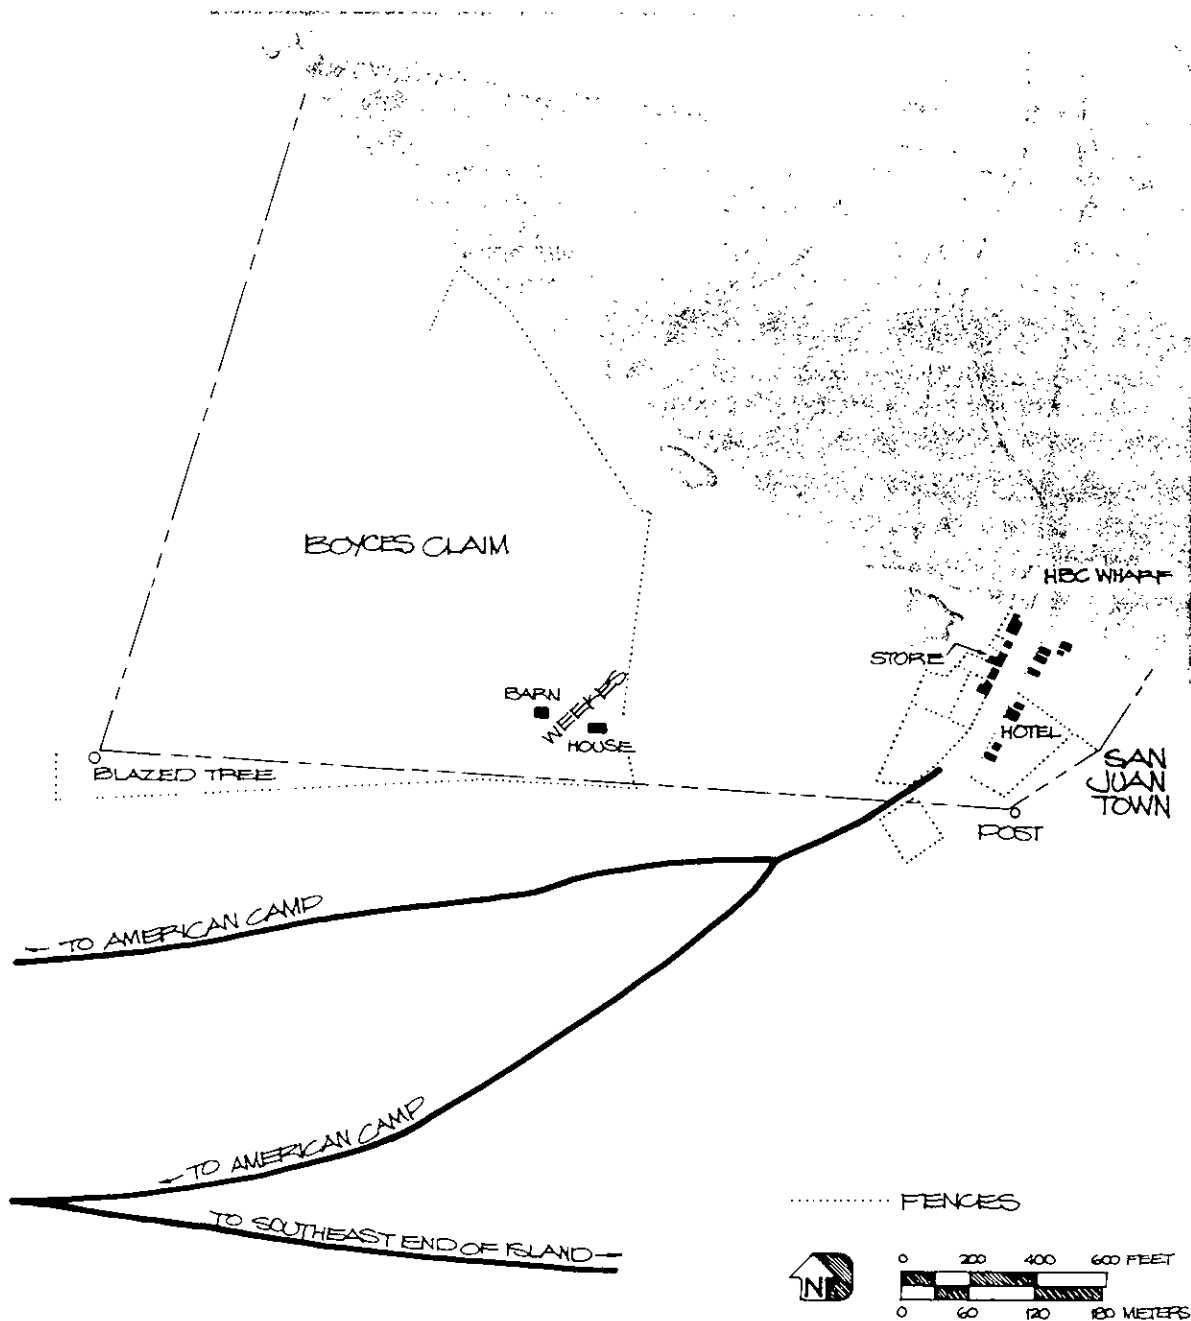 BOYCES CLAIM
HBC WHARF
STORE
BARN
WEEKES
HOUSE
HOTEL
BLAZED TREE
SAN
JUAN
TOWN
POST
← TO AMERICAN CAMP
← TO AMERICAN CAMP
TO SOUTHEAST END OF ISLAND →
FENCES
N
0 200 400 600 FEET
0 60 120 180 METERS